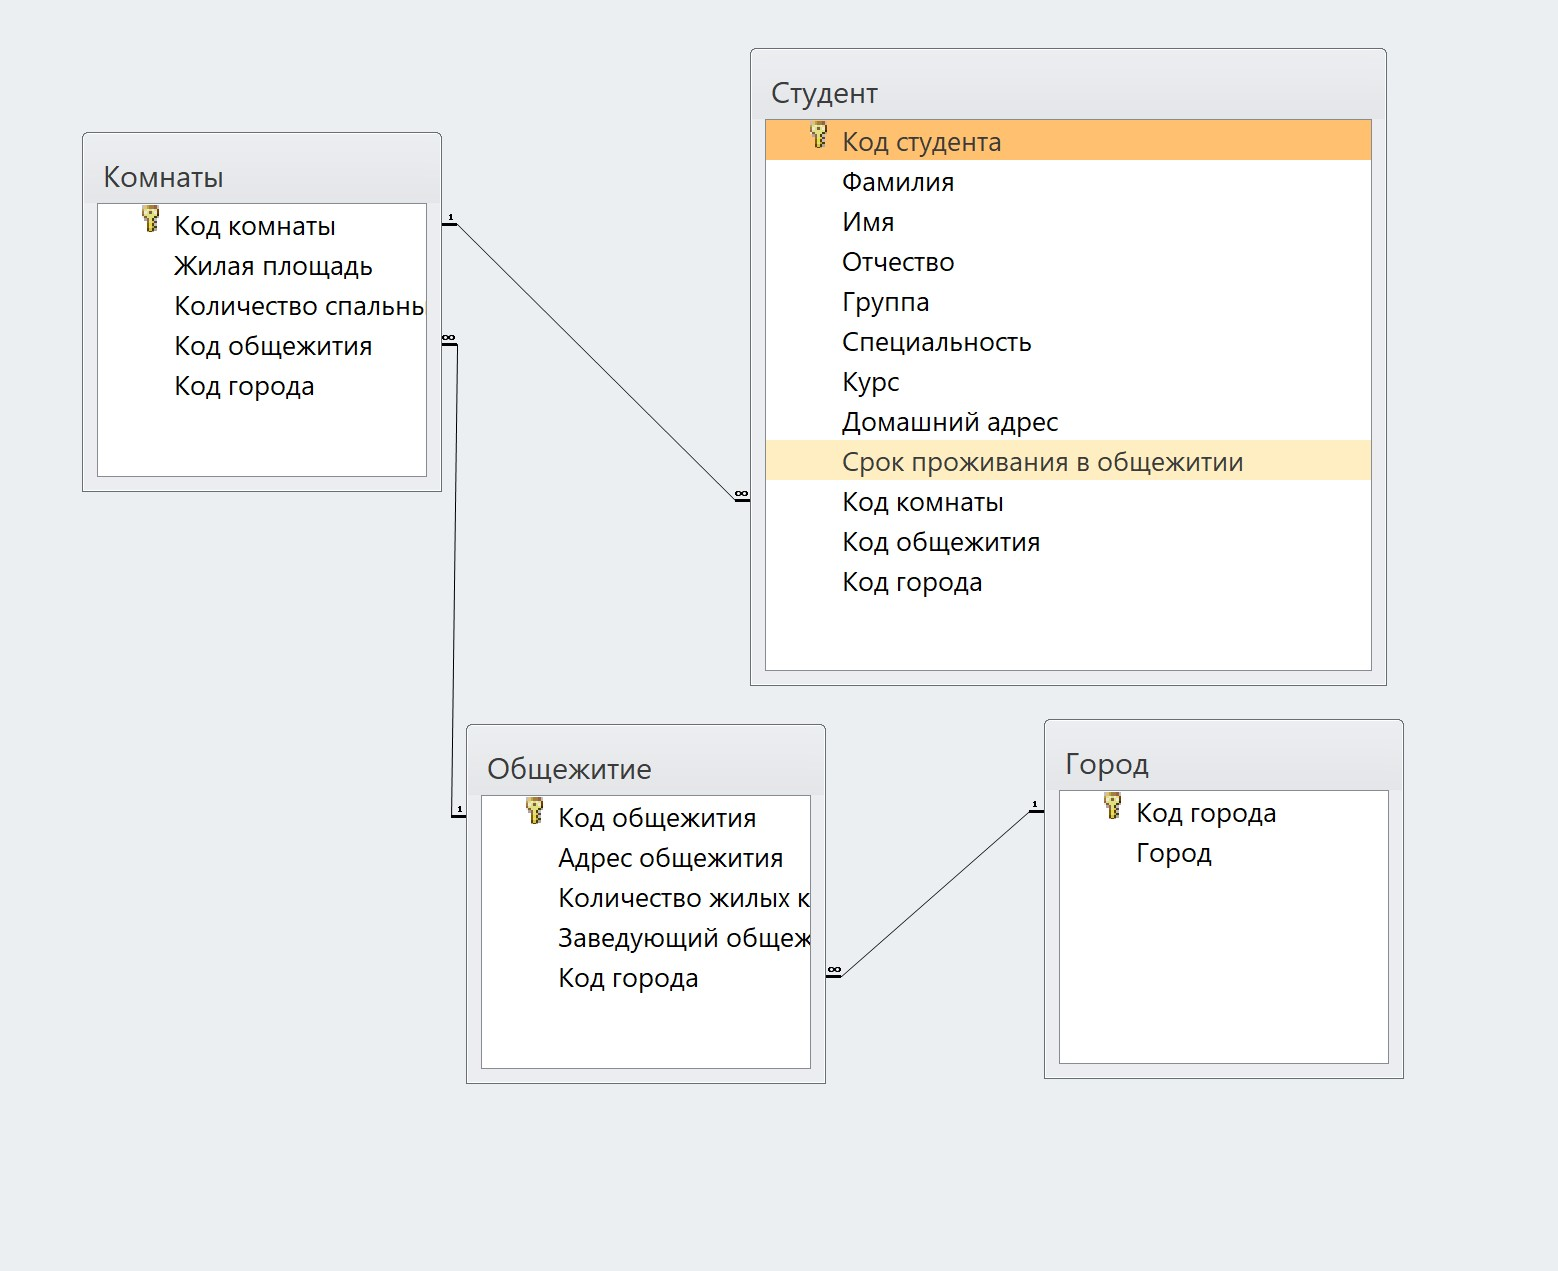 Комнаты
Код комнаты
Жилая площадь
Количество спальны
Код общежития
Код города
1
∞
Студент
Код студента
Фамилия
Имя
Отчество
Группа
Специальность
Курс
Домашний адрес
Срок проживания в общежитии
Код комнаты
Код общежития
Код города
∞
1
Общежитие
Код общежития
Адрес общежития
Количество жилых к
Заведующий общеж
Код города
∞
1
Город
Код города
Город